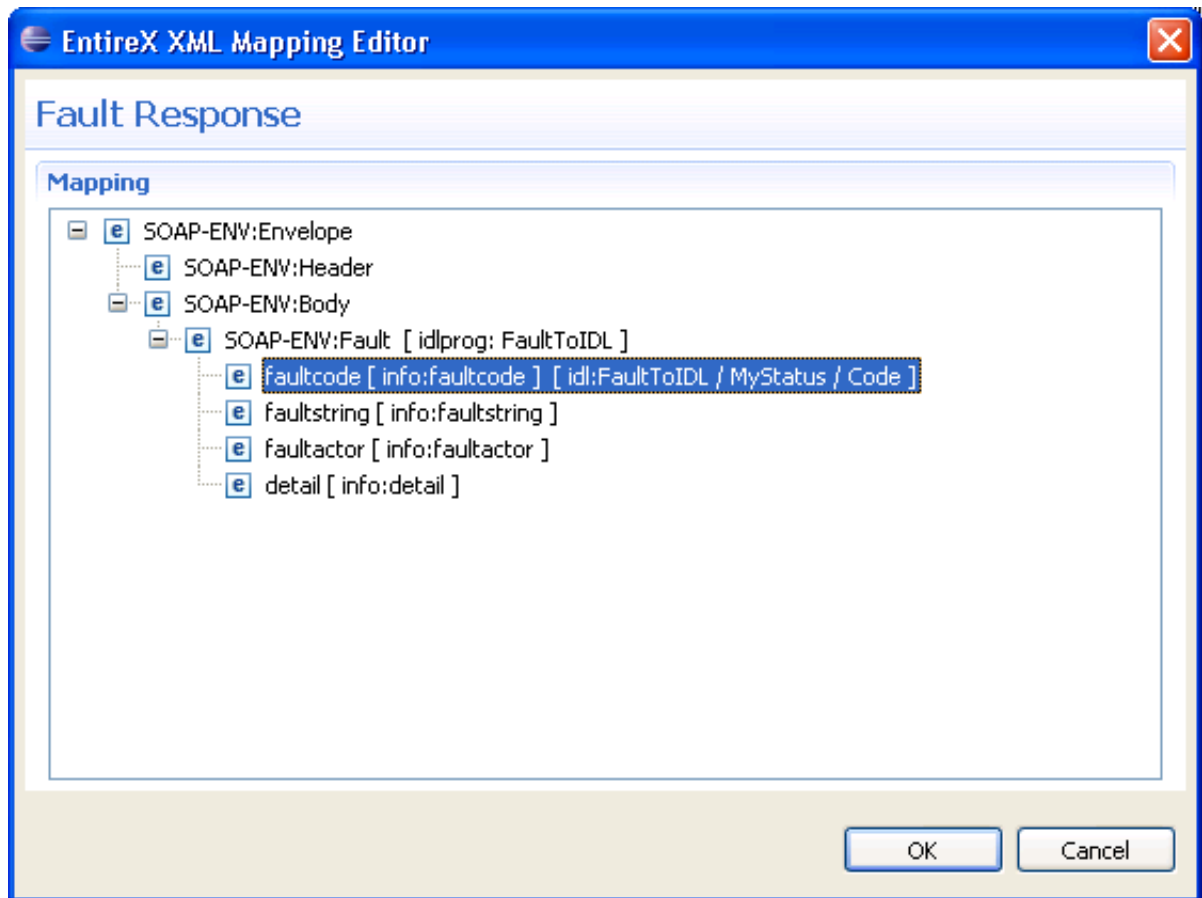 EntireX XML Mapping Editor
Fault Response
Mapping
e SOAP-ENV:Envelope
e SOAP-ENV:Header
e SOAP-ENV:Body
e SOAP-ENV:Fault [ idlprog: FaultToIDL ]
e faultcode [ info:faultcode ] [ idl:FaultToIDL / MyStatus / Code ]
e faultstring [ info:faultstring ]
e faultactor [ info:faultactor ]
e detail [ info:detail ]
OK Cancel